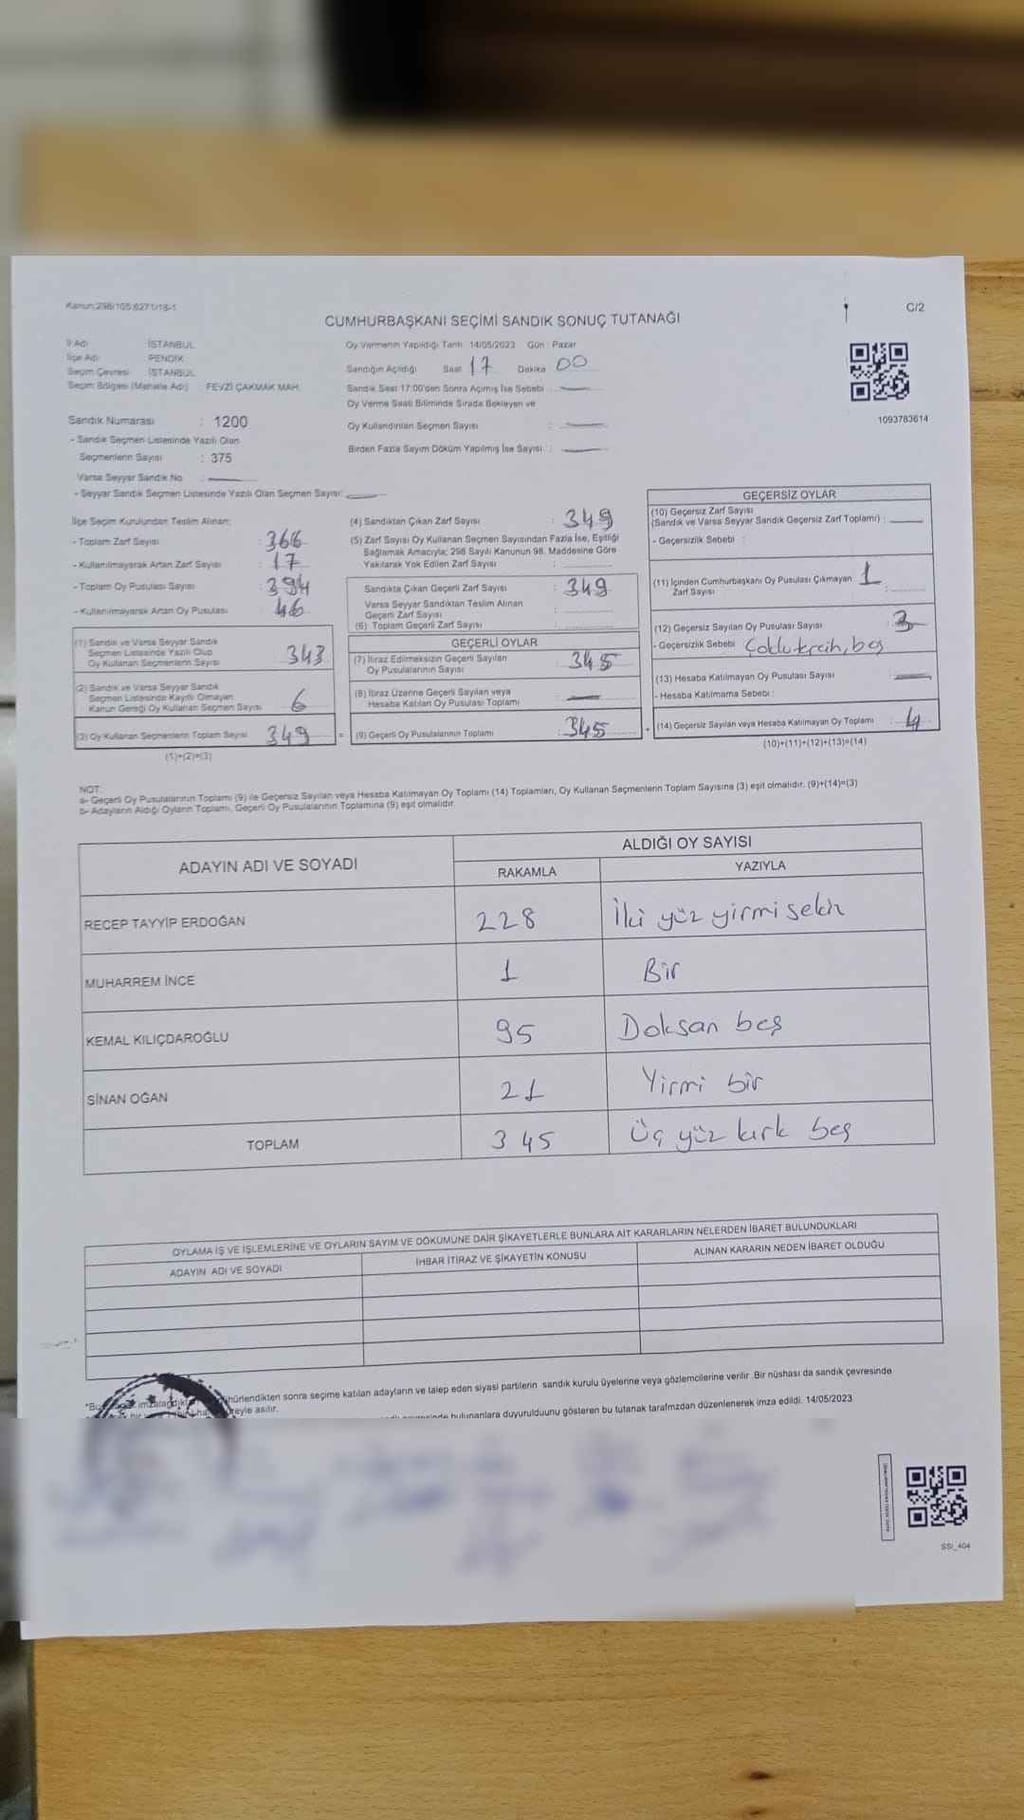 Kanun:298/105,6271/18-1
C/2
CUMHURBAŞKANI SEÇİMİ SANDIK SONUÇ TUTANAĞI
İl Adı : İSTANBUL
İlçe Adı : PENDİK
Seçim Çevresi : İSTANBUL
Seçim Bölgesi (Mahalle Adı) : FEVZİ ÇAKMAK MAH.
Sandık Numarası : 1200
- Sandık Seçmen Listesinde Yazılı Olan
Seçmenlerin Sayısı : 375
Varsa Seyyar Sandık No :
- Seyyar Sandık Seçmen Listesinde Yazılı Olan Seçmen Sayısı:
Oy Vermenin Yapıldığı Tarih: 14/05/2023 Gün : Pazar
Sandığın Açıldığı Saat 17 Dakika 00
Sandık Saat 17:00'den Sonra Açılmış İse Sebebi :
Oy Verme Saati Bitiminde Sırada Bekleyen ve
Oy Kullandırılan Seçmen Sayısı :
Birden Fazla Sayım Döküm Yapılmış İse Sayısı :
1093783614
İlçe Seçim Kurulundan Teslim Alınan:
- Toplam Zarf Sayısı : 366
- Kullanılmayarak Artan Zarf Sayısı : 17
- Toplam Oy Pusulası Sayısı : 394
- Kullanılmayarak Artan Oy Pusulası : 46
(1) Sandık ve Varsa Seyyar Sandık
Seçmen Listesinde Yazılı Olup
Oy Kullanan Seçmenlerin Sayısı 343
(2) Sandık ve Varsa Seyyar Sandık
Seçmen Listesinde Kayıtlı Olmayan
Kanun Gereği Oy Kullanan Seçmen Sayısı 6
(3) Oy Kullanan Seçmenlerin Toplam Sayısı 349
(1)+(2)=(3)
(4) Sandıktan Çıkan Zarf Sayısı : 349
(5) Zarf Sayısı Oy Kullanan Seçmen Sayısından Fazla İse, Eşitliği
Sağlamak Amacıyla; 298 Sayılı Kanunun 98. Maddesine Göre
Yakılarak Yok Edilen Zarf Sayısı :
Sandıkta Çıkan Geçerli Zarf Sayısı : 349
Varsa Seyyar Sandıktan Teslim Alınan
Geçerli Zarf Sayısı :
(6) Toplam Geçerli Zarf Sayısı :
GEÇERLİ OYLAR
(7) İtiraz Edilmeksizin Geçerli Sayılan
Oy Pusulalarının Sayısı : 345
(8) İtiraz Üzerine Geçerli Sayılan veya
Hesaba Katılan Oy Pusulası Toplamı :
= (9) Geçerli Oy Pusulalarının Toplamı : 345
GEÇERSİZ OYLAR
(10) Geçersiz Zarf Sayısı
(Sandık ve Varsa Seyyar Sandık Geçersiz Zarf Toplamı) :
- Geçersizlik Sebebi :
(11) İçinden Cumhurbaşkanı Oy Pusulası Çıkmayan 1
Zarf Sayısı :
(12) Geçersiz Sayılan Oy Pusulası Sayısı : 3
- Geçersizlik Sebebi
(13) Hesaba Katılmayan Oy Pusulası Sayısı :
- Hesaba Katılmama Sebebi :
+ (14) Geçersiz Sayılan veya Hesaba Katılmayan Oy Toplamı : 4
(10)+(11)+(12)+(13)=(14)
NOT:
a- Geçerli Oy Pusulalarının Toplamı (9) ile Geçersiz Sayılan veya Hesaba Katılmayan Oy Toplamı (14) Toplamları, Oy Kullanan Seçmenlerin Toplam Sayısına (3) eşit olmalıdır. (9)+(14)=(3)
b- Adayların Aldığı Oyların Toplamı, Geçerli Oy Pusulalarının Toplamına (9) eşit olmalıdır.
ADAYIN ADI VE SOYADI
ALDIĞI OY SAYISI
RAKAMLA YAZIYLA
RECEP TAYYİP ERDOĞAN 228 İki yüz yirmi sekiz
MUHARREM İNCE 1 Bir
KEMAL KILIÇDAROĞLU 95 Doksan beş
SİNAN OĞAN 21 Yirmi bir
TOPLAM 345 Üç yüz kırk beş
OYLAMA İŞ VE İŞLEMLERİNE VE OYLARIN SAYIM VE DÖKÜMÜNE DAİR ŞİKAYETLERLE BUNLARA AİT KARARLARIN NELERDEN İBARET BULUNDUKLARI
ADAYIN ADI VE SOYADI İHBAR İTİRAZ VE ŞİKAYETİN KONUSU ALINAN KARARIN NEDEN İBARET OLDUĞU
sonra seçime katılan adayların ve talep eden siyasi partilerin sandık kurulu üyelerine veya gözlemcilerine verilir. Bir nüshası da sandık çevresinde
asılır.
bulunanlara duyurulduunu gösteren bu tutanak tarafmzdan düzenlenerek imza edildi. 14/05/2023
SSI_404